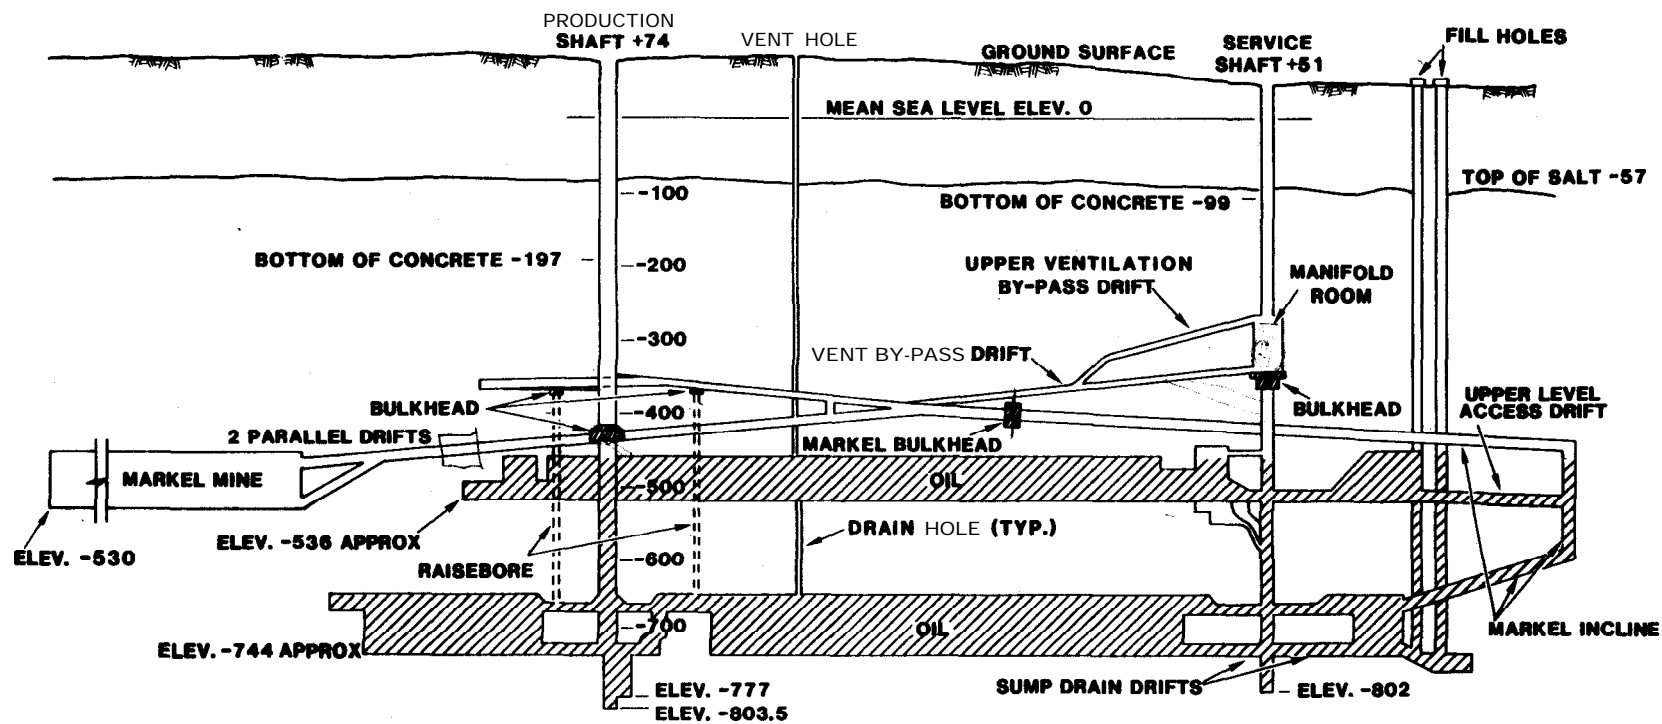 PRODUCTION
SHAFT +74
VENT HOLE
GROUND SURFACE
SERVICE
SHAFT +51
FILL HOLES
MEAN SEA LEVEL ELEV. 0
TOP OF SALT -57
-100
BOTTOM OF CONCRETE -99
BOTTOM OF CONCRETE -197
-200
UPPER VENTILATION
BY-PASS DRIFT
MANIFOLD
ROOM
-300
VENT BY-PASS DRIFT
BULKHEAD
-400
BULKHEAD
UPPER LEVEL
ACCESS DRIFT
2 PARALLEL DRIFTS
MARKEL BULKHEAD
MARKEL MINE
-500
OIL
ELEV. -530
ELEV. -536 APPROX
DRAIN HOLE (TYP.)
-600
RAISEBORE
-700
OIL
MARKEL INCLINE
ELEV. -744 APPROX
SUMP DRAIN DRIFTS
ELEV. -777
ELEV. -802
ELEV. -803.5